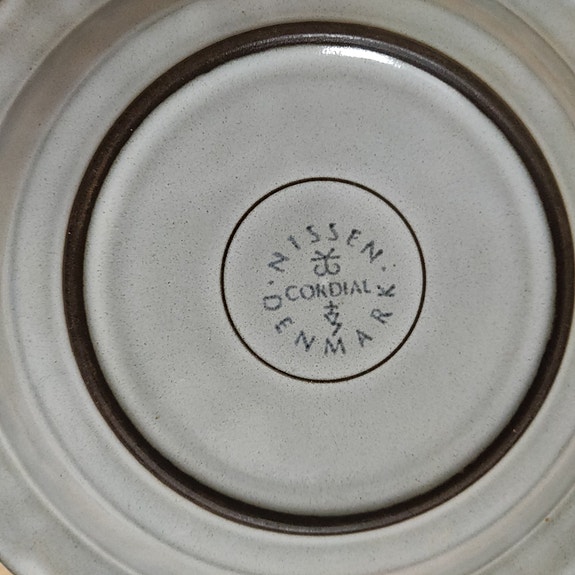 · NISSEN ·
CORDIAL
DENMARK